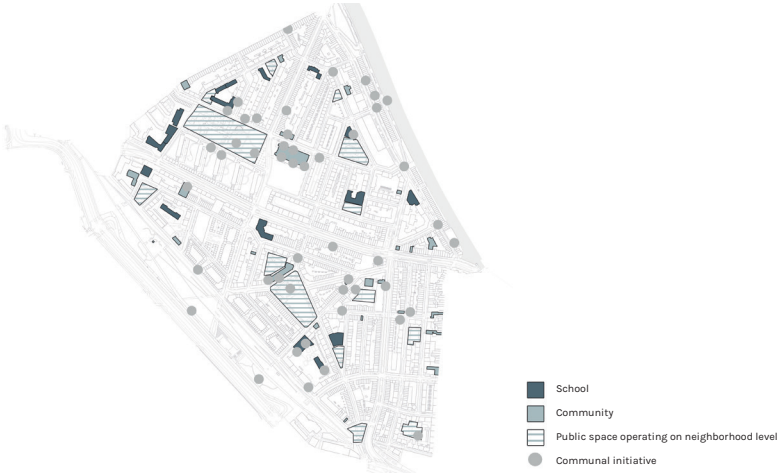 School
Community
Public space operating on neighborhood level
Communal initiative